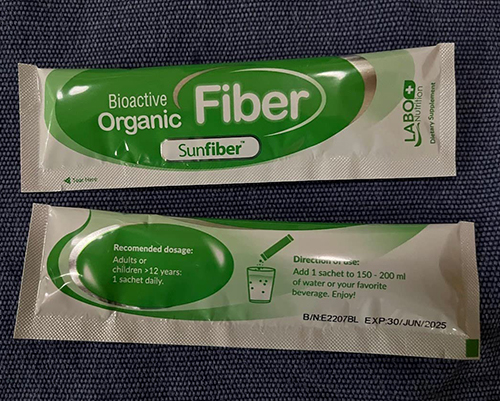 Bioactive
Organic Fiber
Sunfiber™
LABO+
Nutrition
Dietary Supplement
Tear Here
Recomended dosage:
Adults or
children >12 years:
1 sachet daily.
Direction of use:
Add 1 sachet to 150 - 200 ml
of water or your favorite
beverage. Enjoy!
B/N:E2207BL EXP:30/JUN/2025